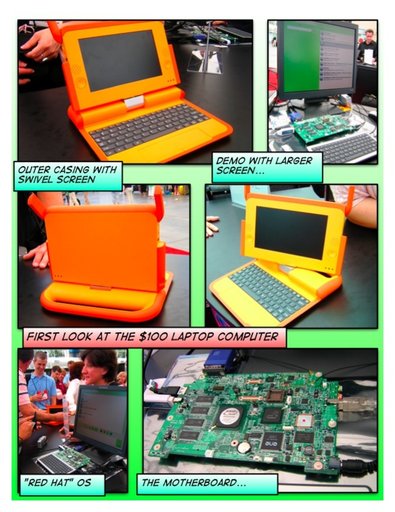 OUTER CASING WITH
SWIVEL SCREEN
DEMO WITH LARGER
SCREEN...
FIRST LOOK AT THE $100 LAPTOP COMPUTER
"RED HAT" OS
THE MOTHERBOARD...